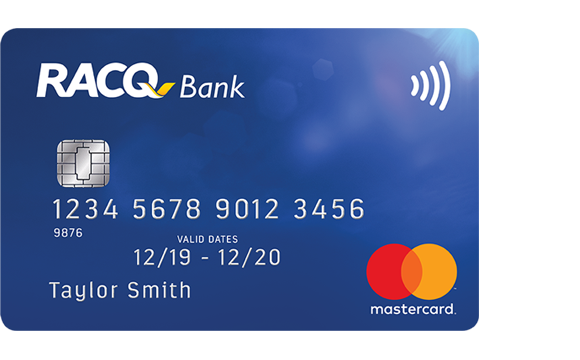 RACQ Bank
1234 5678 9012 3456
9876
VALID DATES
12/19 - 12/20
Taylor Smith
mastercard.